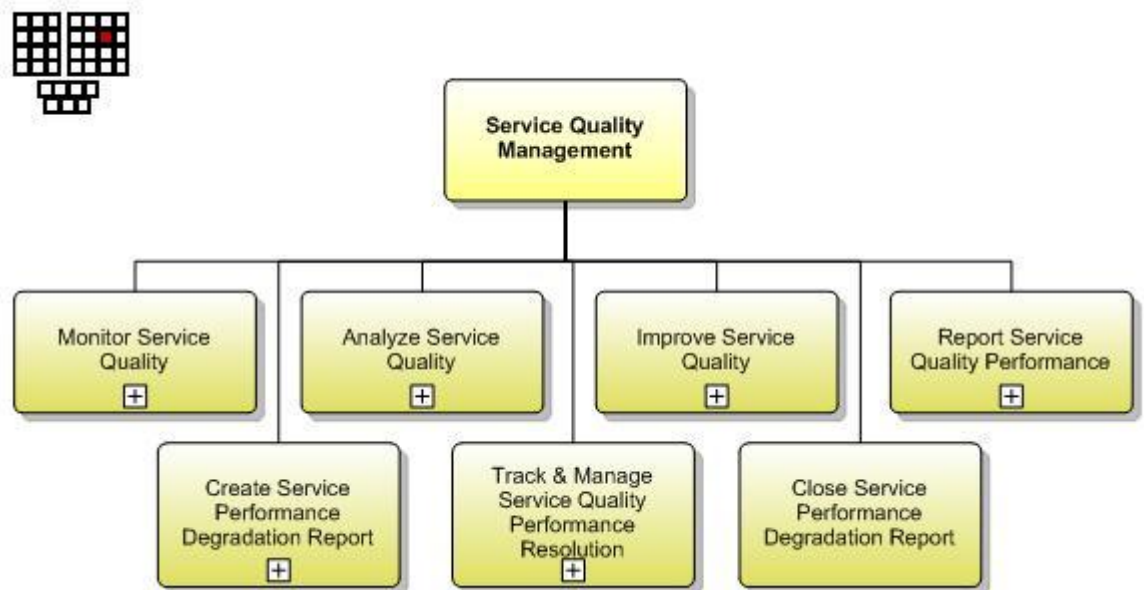 Service Quality
Management
Monitor Service
Quality
Analyze Service
Quality
Improve Service
Quality
Report Service
Quality Performance
Create Service
Performance
Degradation Report
Track & Manage
Service Quality
Performance
Resolution
Close Service
Performance
Degradation Report